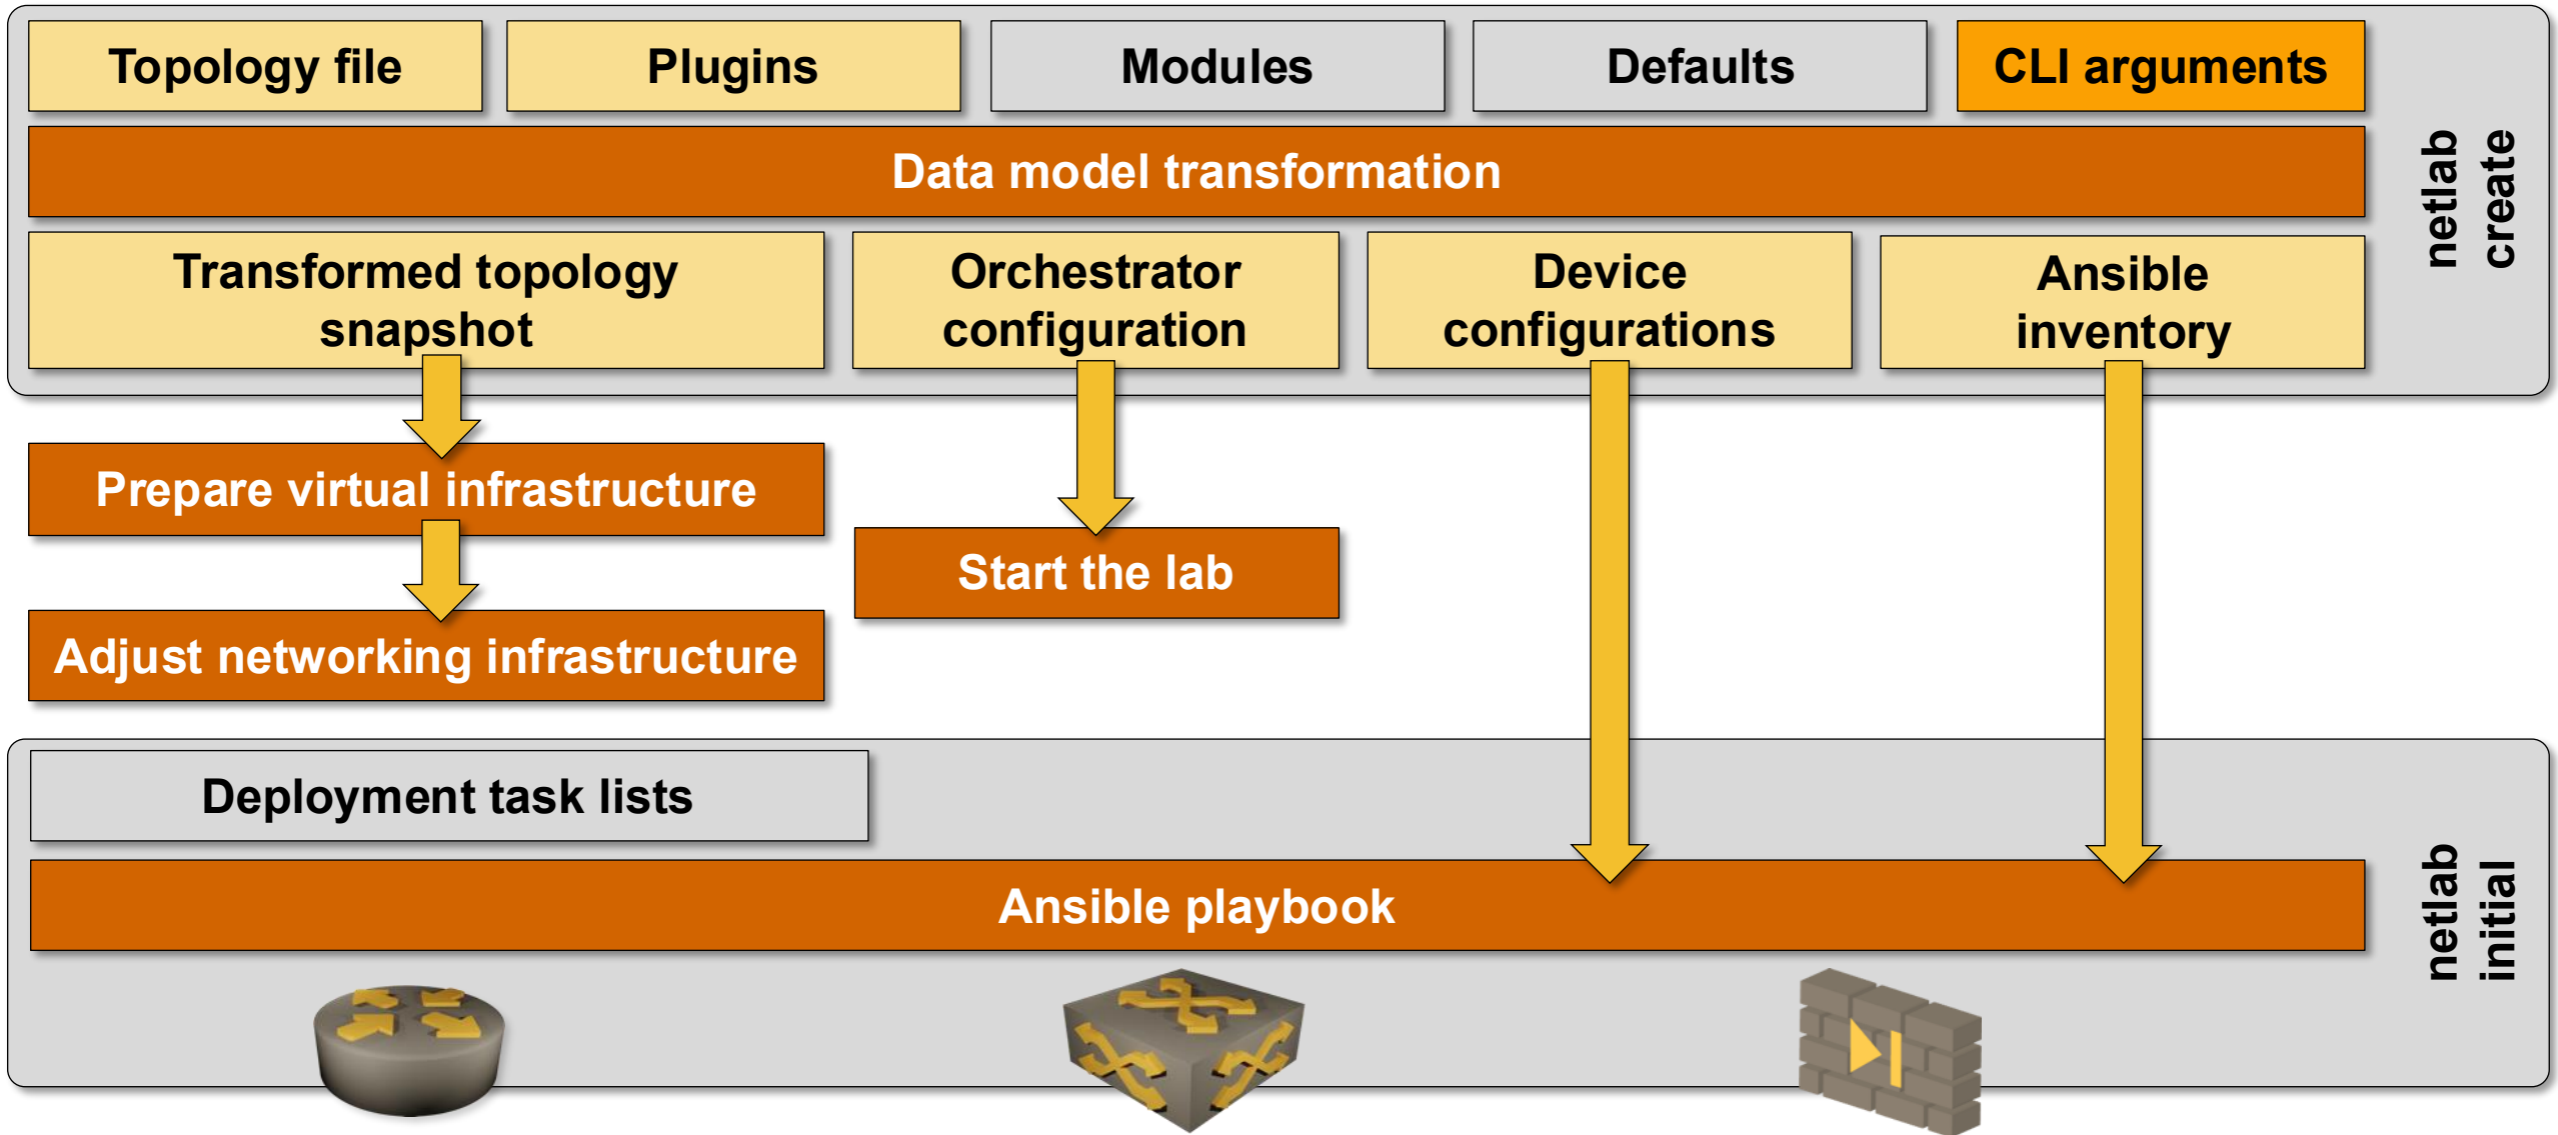 Topology file
Plugins
Modules
Defaults
CLI arguments
Data model transformation
netlab
create
Transformed topology
snapshot
Orchestrator
configuration
Device
configurations
Ansible
inventory
Prepare virtual infrastructure
Start the lab
Adjust networking infrastructure
Deployment task lists
Ansible playbook
netlab
initial